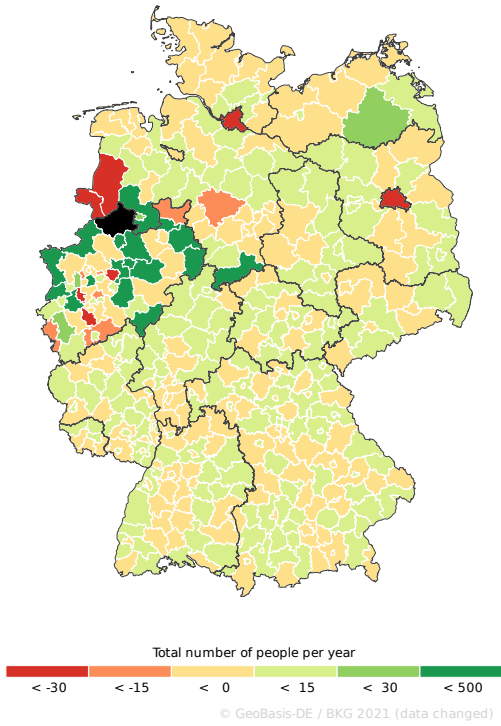 Total number of people per year
< -30 < -15 < 0 < 15 < 30 < 500
© GeoBasis-DE / BKG 2021 (data changed)